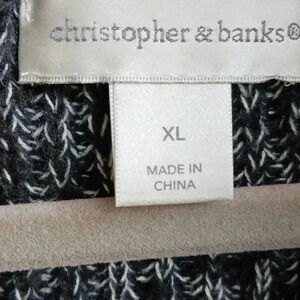 christopher & banks®
XL
MADE IN
CHINA